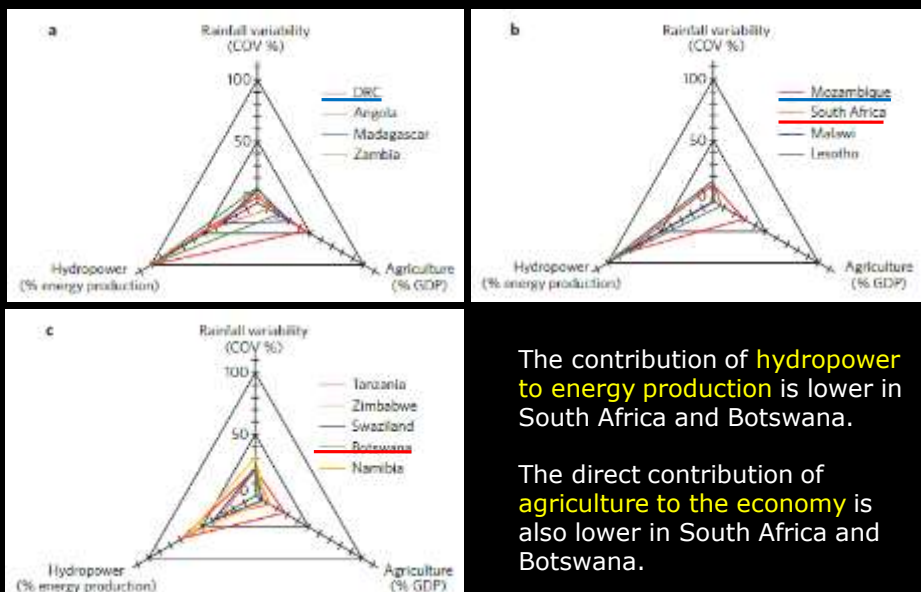 a
Rainfall variability
(COV %)
100
50
DRC
Angola
Madagascar
Zambia
Hydropower
(% energy production)
Agriculture
(% GDP)
b
Rainfall variability
(COV %)
100
50
0
Mozambique
South Africa
Malawi
Lesotho
Hydropower
(% energy production)
Agriculture
(% GDP)
c
Rainfall variability
(COV %)
100
50
0
Tanzania
Zimbabwe
Swaziland
Botswana
Namibia
Hydropower
(% energy production)
Agriculture
(% GDP)
The contribution of hydropower
to energy production is lower in
South Africa and Botswana.
The direct contribution of
agriculture to the economy is
also lower in South Africa and
Botswana.